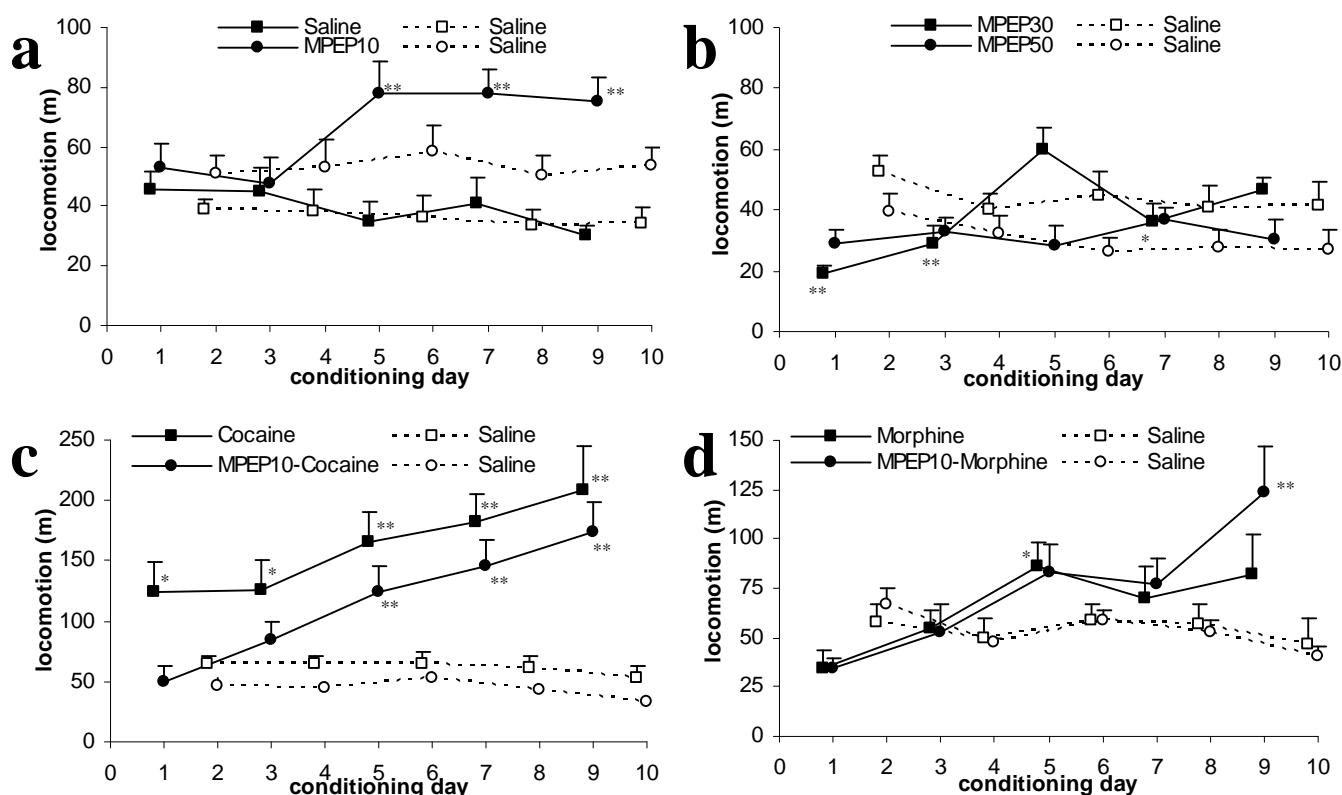 a
Saline Saline
MPEP10 Saline
100
80
60
40
20
0
locomotion (m)
** ** **
0 1 2 3 4 5 6 7 8 9 10
conditioning day
b
MPEP30 Saline
MPEP50 Saline
100
80
60
40
20
0
locomotion (m)
** ** *
0 1 2 3 4 5 6 7 8 9 10
conditioning day
c
Cocaine Saline
MPEP10-Cocaine Saline
250
200
150
100
50
0
locomotion (m)
* * ** ** **
** ** **
0 1 2 3 4 5 6 7 8 9 10
conditioning day
d
Morphine Saline
MPEP10-Morphine Saline
150
125
100
75
50
25
0
locomotion (m)
* **
0 1 2 3 4 5 6 7 8 9 10
conditioning day